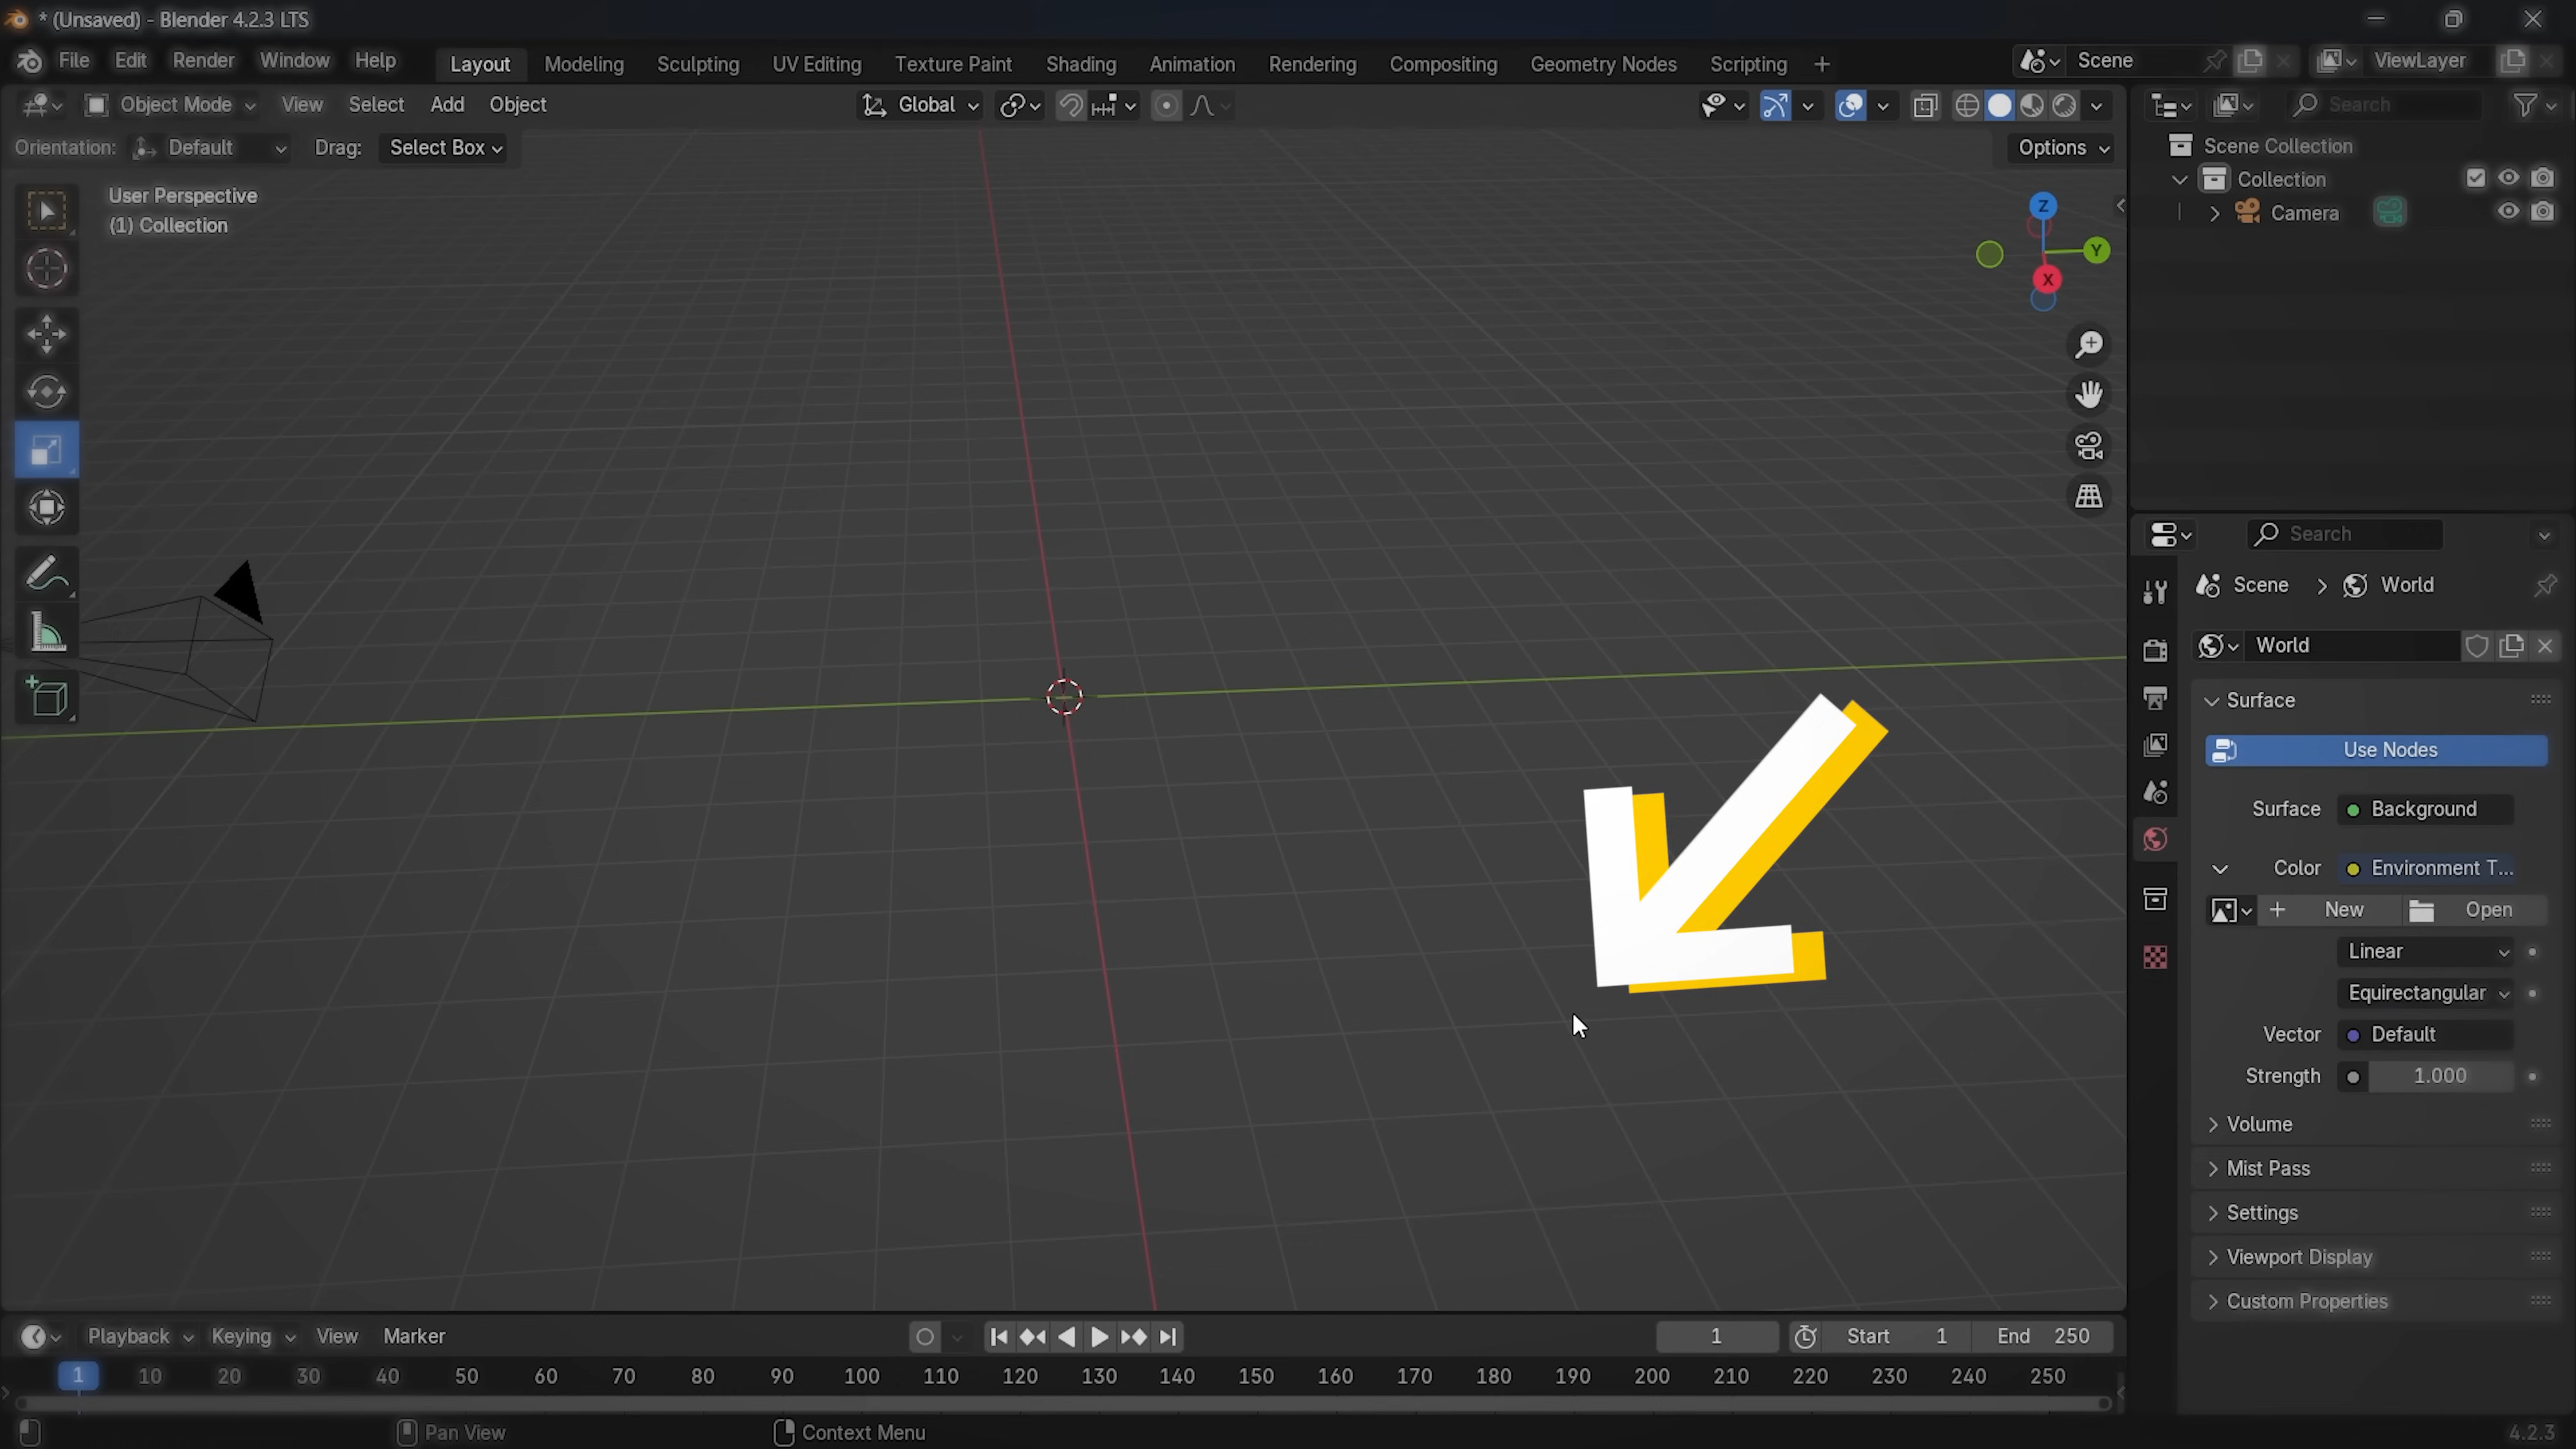 * (Unsaved) - Blender 4.2.3 LTS
File Edit Render Window Help Layout Modeling Sculpting UV Editing Texture Paint Shading Animation Rendering Compositing Geometry Nodes Scripting + Scene ViewLayer
Object Mode View Select Add Object Global Search
Orientation: Default Drag: Select Box Options
Scene Collection
Collection
Camera
User Perspective
(1) Collection
Z
Y
X
Search
Scene > World
World
Surface
Use Nodes
Surface Background
Color Environment T...
+ New Open
Linear
Equirectangular
Vector Default
Strength 1.000
Volume
Mist Pass
Settings
Viewport Display
Custom Properties
Playback Keying View Marker 1 Start 1 End 250
1 10 20 30 40 50 60 70 80 90 100 110 120 130 140 150 160 170 180 190 200 210 220 230 240 250
Pan View Context Menu 4.2.3